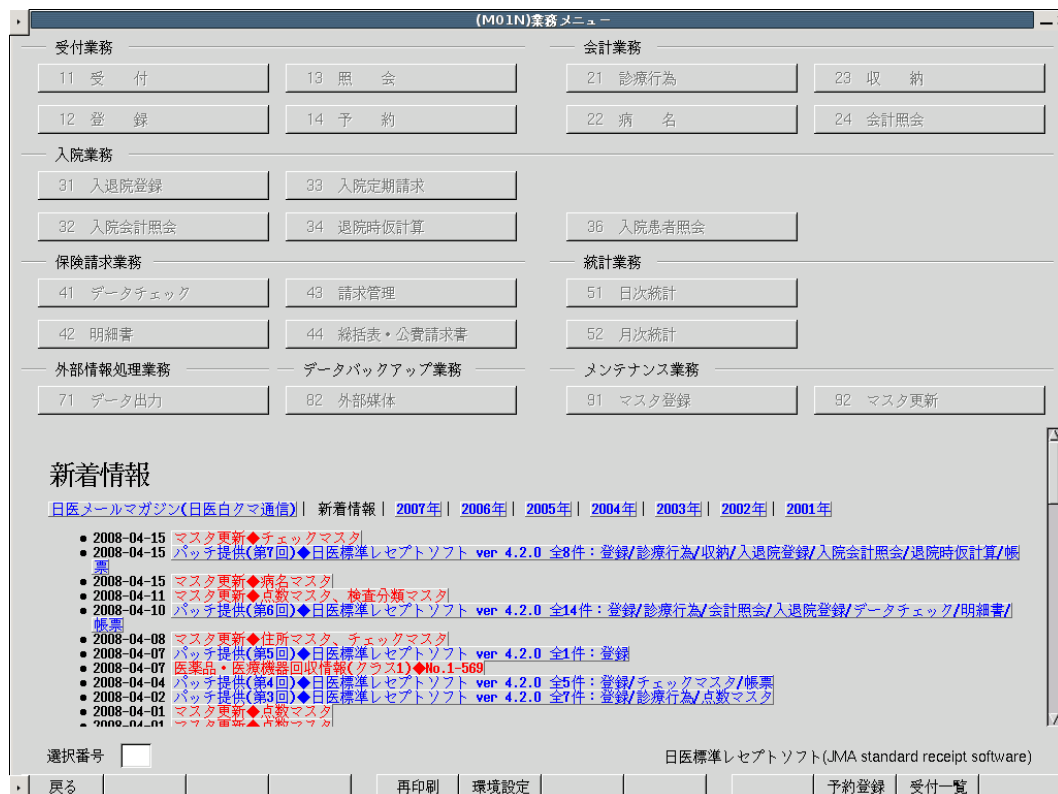 (M01N)業務メニュー
受付業務 会計業務
11 受 付 13 照 会 21 診療行為 23 収 納
12 登 録 14 予 約 22 病 名 24 会計照会
入院業務
31 入退院登録 33 入院定期請求
32 入院会計照会 34 退院時仮計算 36 入院患者照会
保険請求業務 統計業務
41 データチェック 43 請求管理 51 日次統計
42 明細書 44 総括表・公費請求書 52 月次統計
外部情報処理業務 データバックアップ業務 メンテナンス業務
71 データ出力 82 外部媒体 91 マスタ登録 92 マスタ更新
新着情報
日医メールマガジン(日医白クマ通信)| 新着情報 | 2007年| 2006年| 2005年| 2004年| 2003年| 2002年| 2001年
● 2008-04-15 マスタ更新◆チェックマスタ
● 2008-04-15 パッチ提供(第7回)◆日医標準レセプトソフト ver 4.2.0 全8件：登録/診療行為/収納/入退院登録/入院会計照会/退院時仮計算/帳
票
● 2008-04-15 マスタ更新◆病名マスタ
● 2008-04-11 マスタ更新◆点数マスタ、検査分類マスタ
● 2008-04-10 パッチ提供(第6回)◆日医標準レセプトソフト ver 4.2.0 全14件：登録/診療行為/会計照会/入退院登録/データチェック/明細書/
帳票
● 2008-04-08 マスタ更新◆住所マスタ、チェックマスタ
● 2008-04-07 パッチ提供(第5回)◆日医標準レセプトソフト ver 4.2.0 全1件：登録
● 2008-04-07 医薬品・医療機器回収情報(クラス1)◆No.1-569
● 2008-04-04 パッチ提供(第4回)◆日医標準レセプトソフト ver 4.2.0 全5件：登録/チェックマスタ/帳票
● 2008-04-02 パッチ提供(第3回)◆日医標準レセプトソフト ver 4.2.0 全7件：登録/診療行為/点数マスタ
● 2008-04-01 マスタ更新◆点数マスタ
● 2008-04-01 マスタ更新◆点数マスタ
選択番号 日医標準レセプトソフト(JMA standard receipt software)
戻る 再印刷 環境設定 予約登録 受付一覧